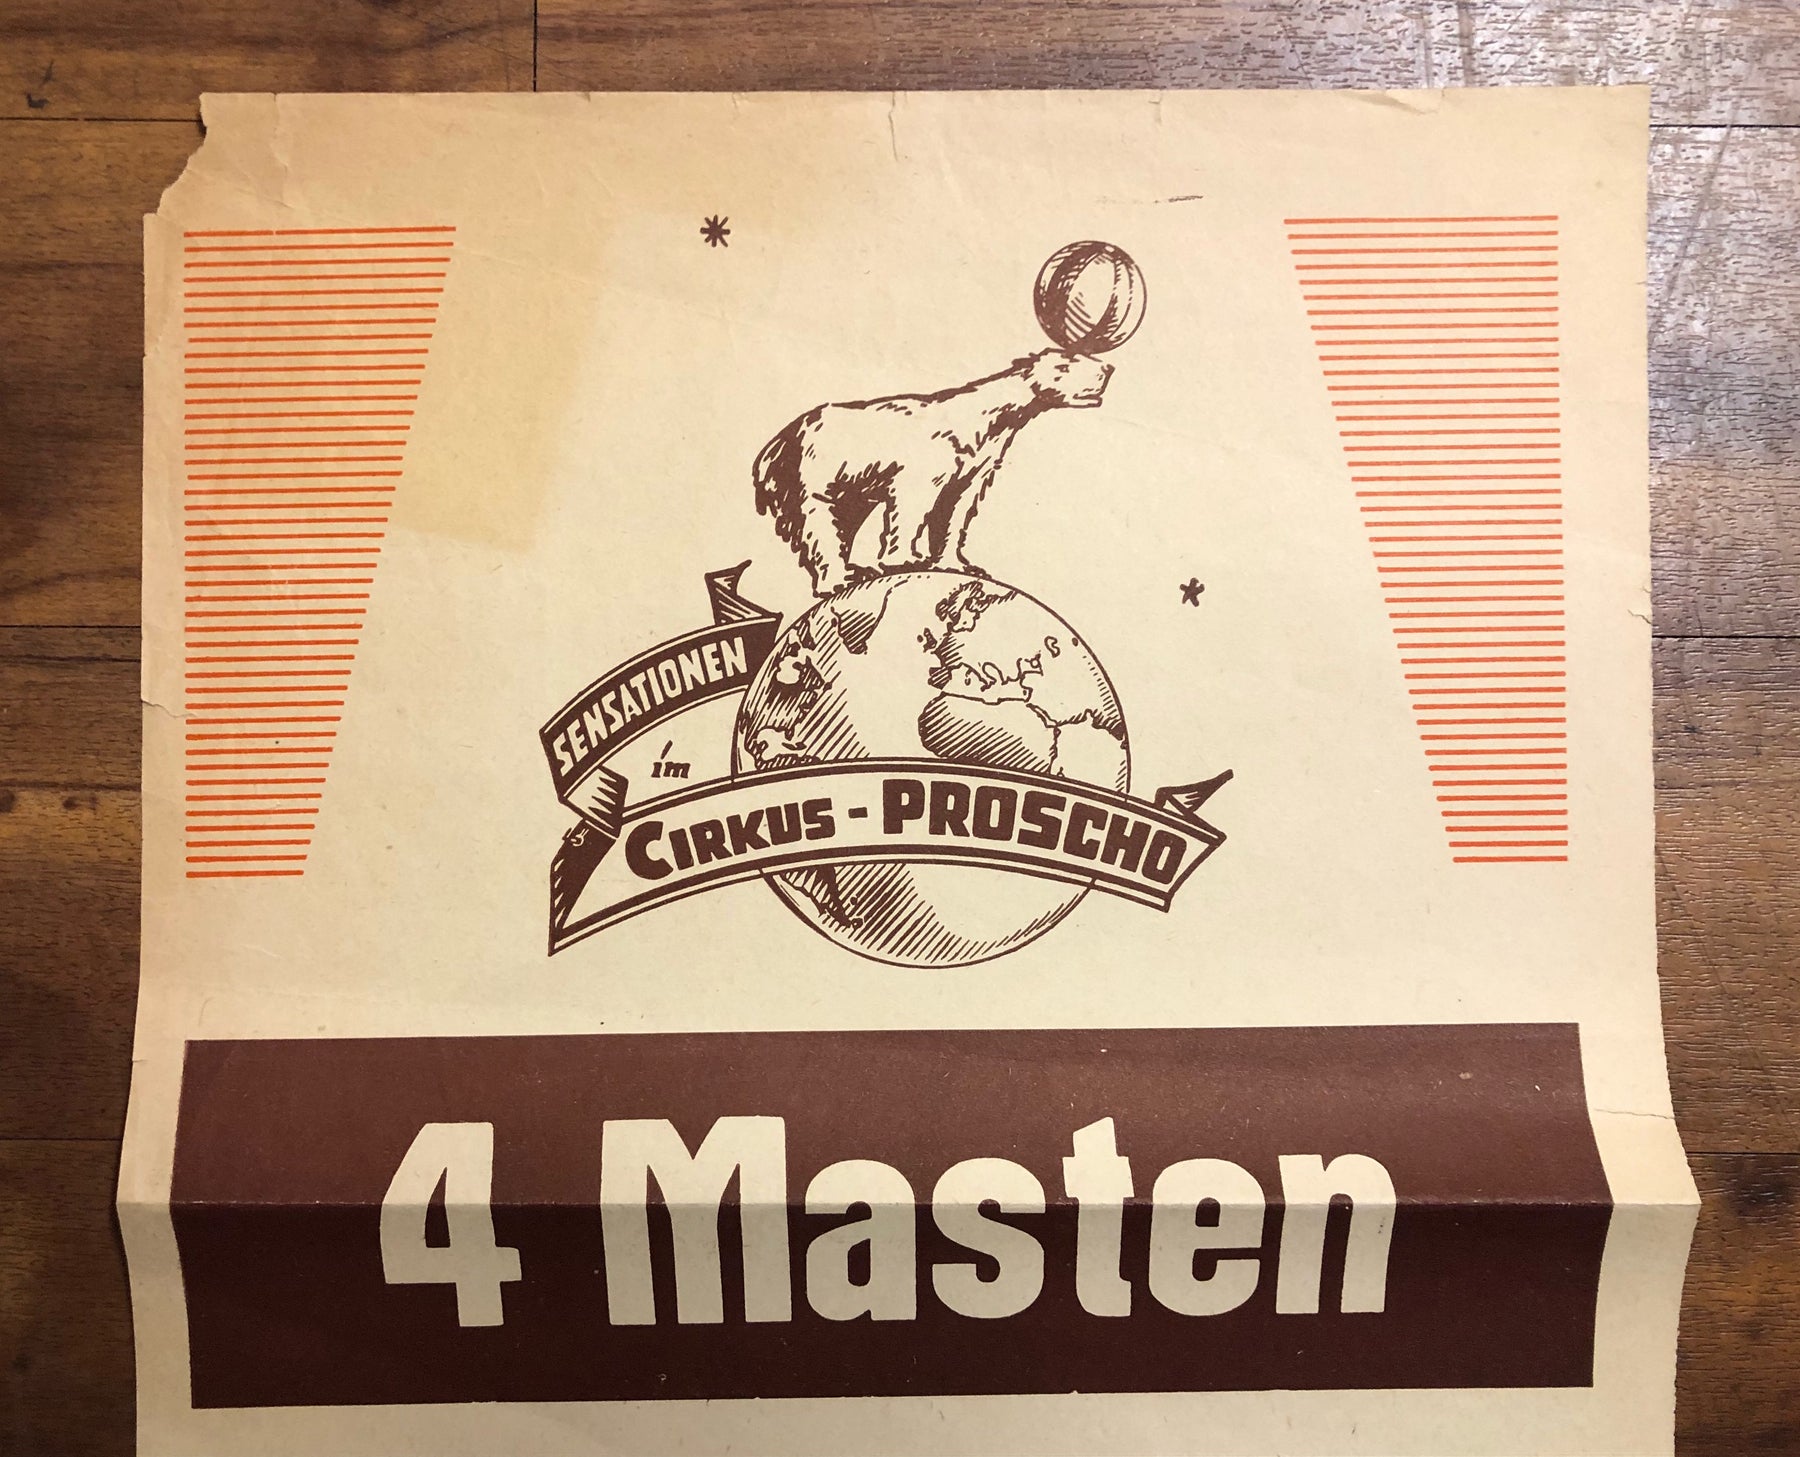 SENSATIONEN
im
CIRKUS-PROSCHO
4 Masten